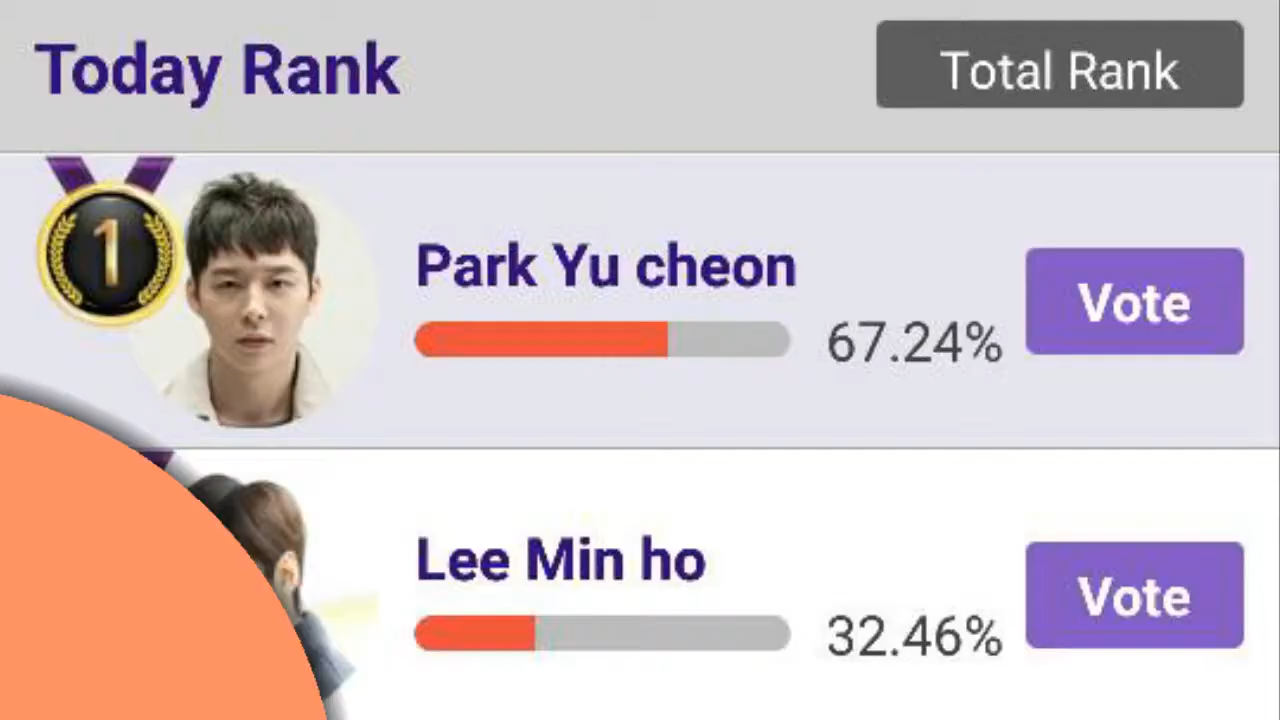 Today Rank
Total Rank
1
Park Yu cheon
67.24%
Vote
Lee Min ho
32.46%
Vote